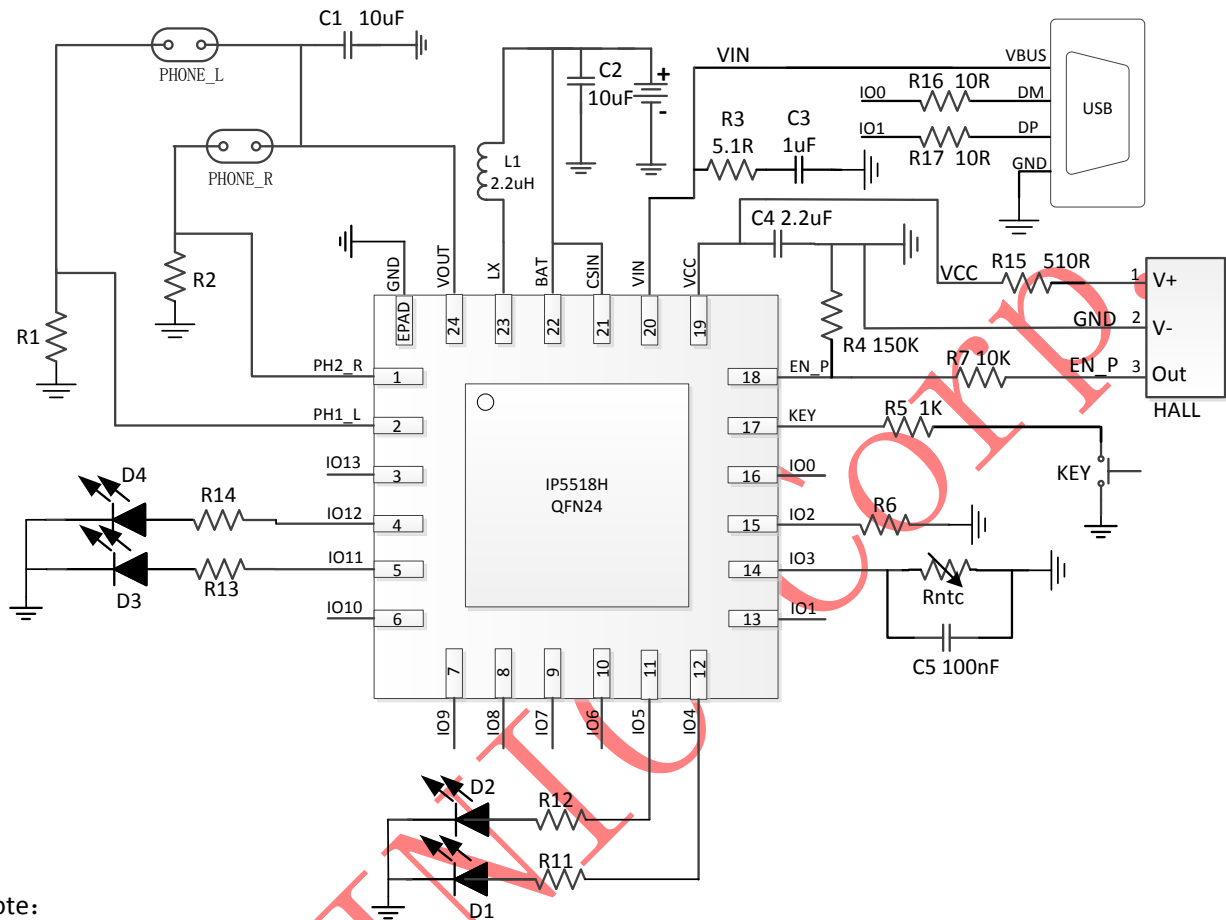 C1 10uF
PHONE_L
PHONE_R
R1
R2
L1
2.2uH
C2
10uF
+
-
VIN
R3
5.1R
C3
1uF
IO0
R16 10R
DM
VBUS
USB
IO1
R17 10R
DP
GND
C4 2.2uF
VCC
R15 510R
1
V+
GND
2
V-
R4 150K
R7 10K
EN_P
3
Out
HALL
GND
VOUT
LX
BAT
CSIN
VIN
VCC
EPAD
24
23
22
21
20
19
PH2_R
1
18
EN_P
PH1_L
2
17
KEY
R5 1K
KEY
IO13
3
16
IO0
D4
R14
IO12
4
15
IO2
R6
D3
R13
IO11
5
14
IO3
Rntc
C5 100nF
IO10
6
13
IO1
IP5518H
QFN24
7
8
9
10
11
12
IO9
IO8
IO7
IO6
IO5
IO4
D2
R12
R11
D1
ote:
Corp.